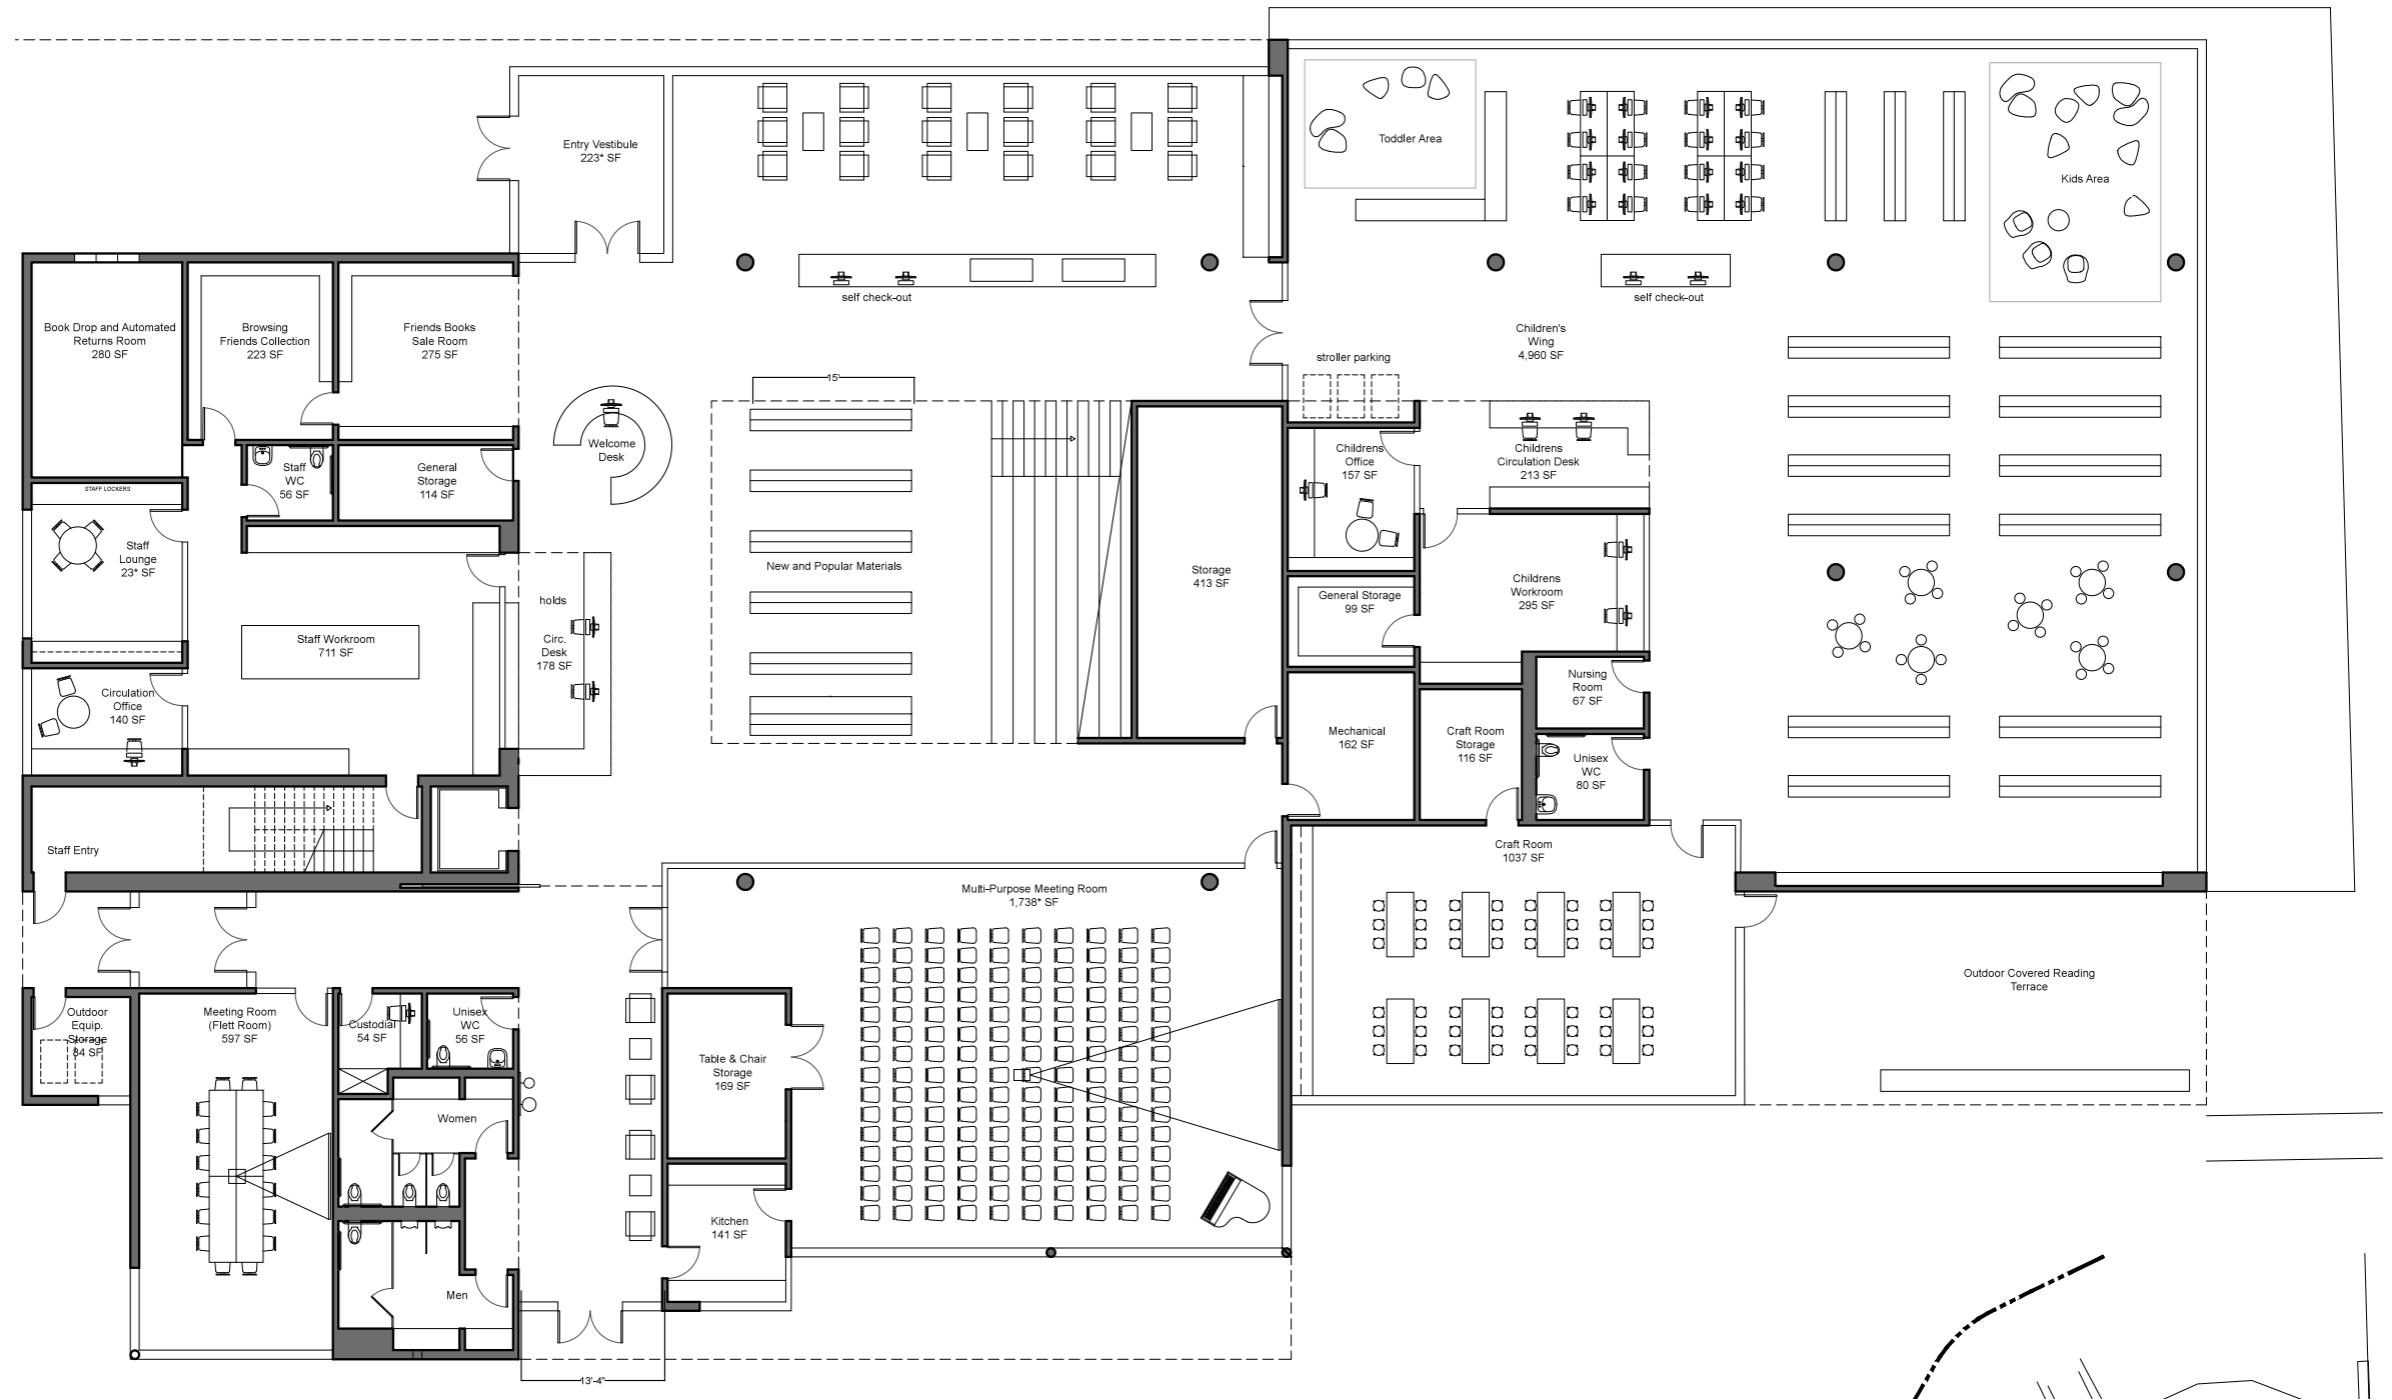 Entry Vestibule
223* SF
Toddler Area
Kids Area
self check-out
self check-out
Book Drop and Automated
Returns Room
280 SF
Browsing
Friends Collection
223 SF
Friends Books
Sale Room
275 SF
Children's
Wing
4,960 SF
stroller parking
15'
Welcome
Desk
Staff
WC
56 SF
General
Storage
114 SF
Childrens
Office
157 SF
Childrens
Circulation Desk
213 SF
STAFF LOCKERS
Staff
Lounge
23* SF
New and Popular Materials
Storage
413 SF
General Storage
99 SF
Childrens
Workroom
295 SF
holds
Circ.
Desk
178 SF
Staff Workroom
711 SF
Circulation
Office
140 SF
Nursing
Room
67 SF
Mechanical
162 SF
Craft Room
Storage
116 SF
Unisex
WC
80 SF
Staff Entry
Craft Room
1037 SF
Multi-Purpose Meeting Room
1,738* SF
Outdoor Covered Reading
Terrace
Outdoor
Equip.
Storage
84 SF
Meeting Room
(Flett Room)
597 SF
Custodial
54 SF
Unisex
WC
56 SF
Table & Chair
Storage
169 SF
Women
Kitchen
141 SF
Men
13'-4"